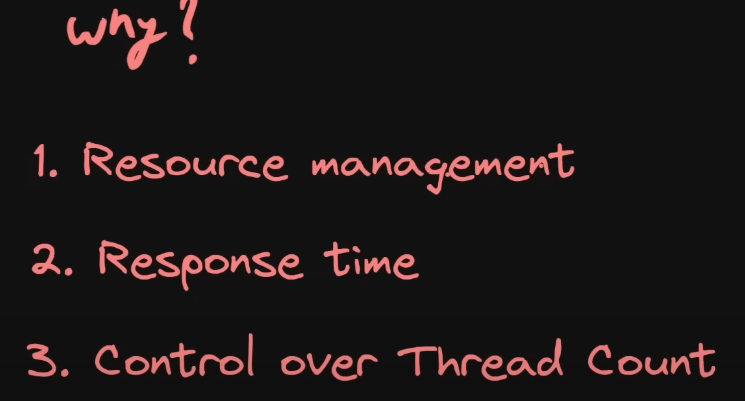 why?
1. Resource management
2. Response time
3. Control over Thread Count